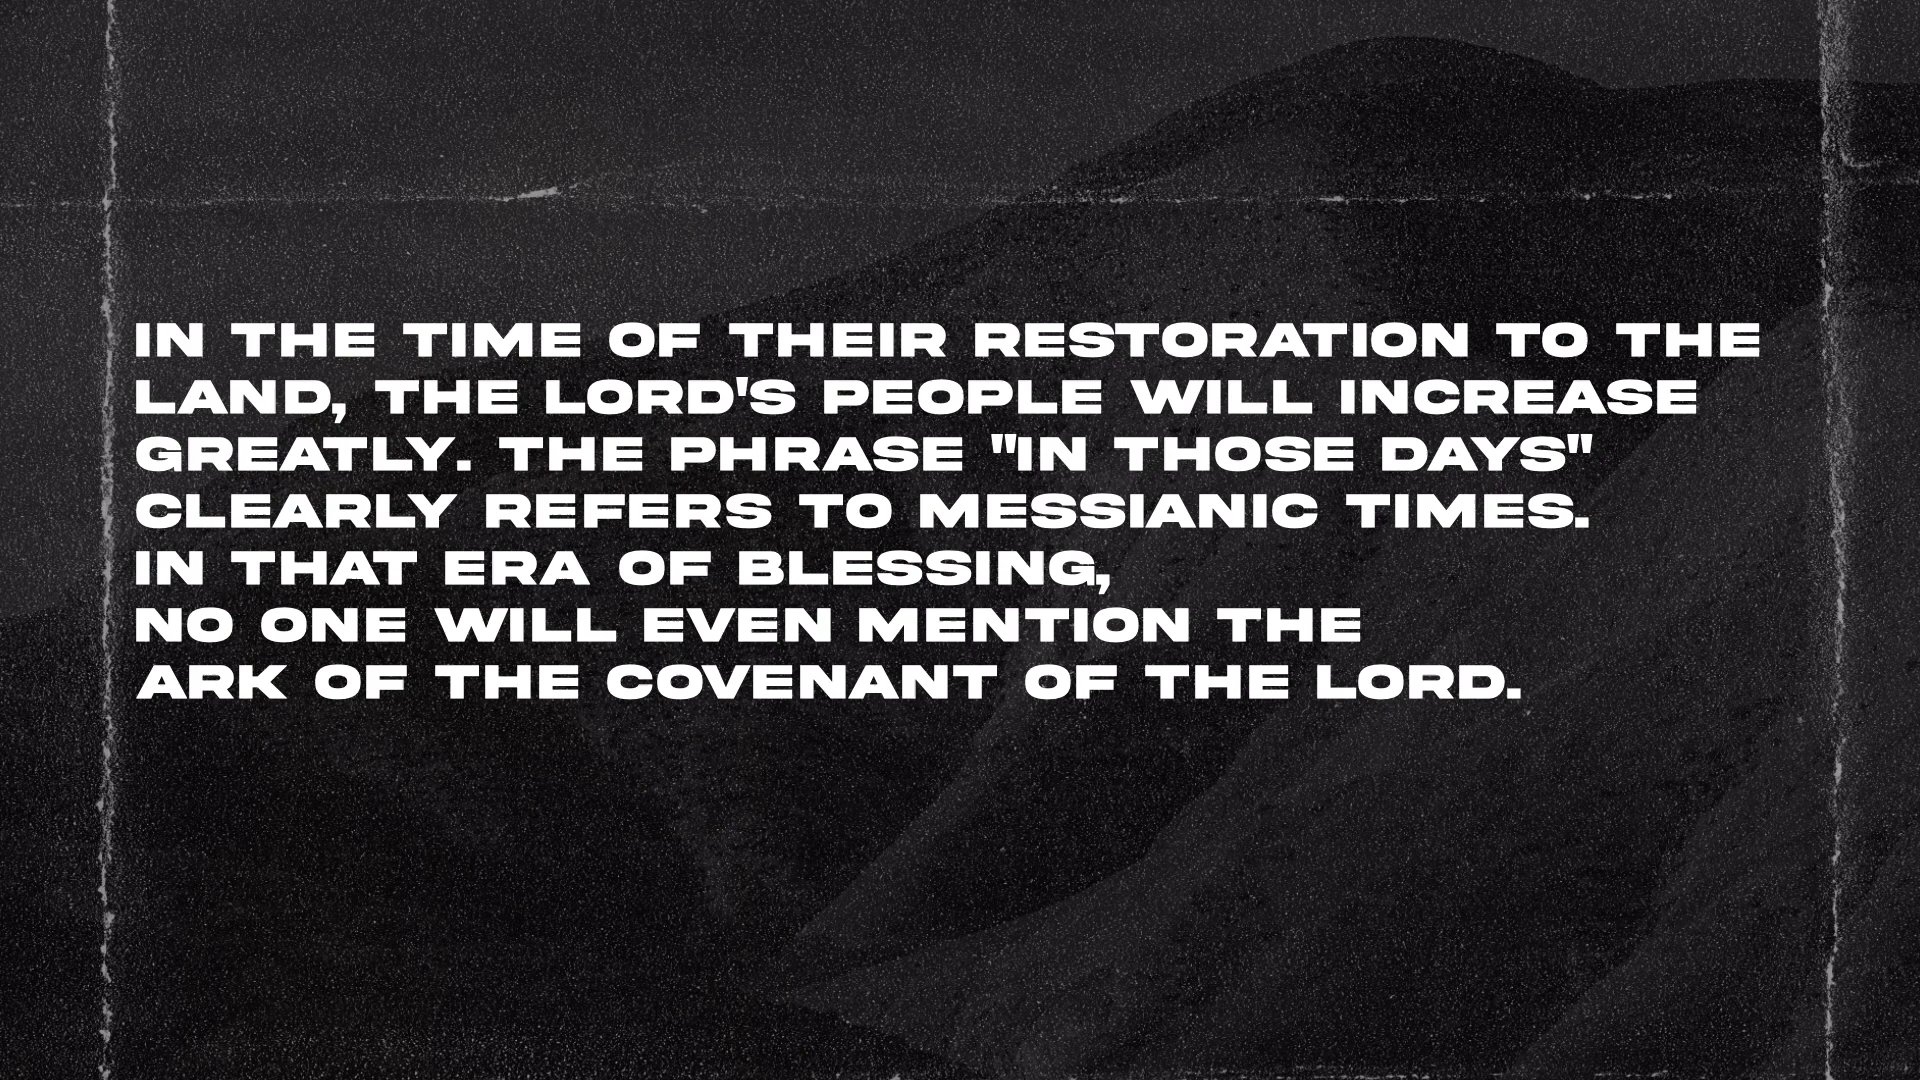 IN THE TIME OF THEIR RESTORATION TO THE
LAND, THE LORD'S PEOPLE WILL INCREASE
GREATLY. THE PHRASE "IN THOSE DAYS"
CLEARLY REFERS TO MESSIANIC TIMES.
IN THAT ERA OF BLESSING,
NO ONE WILL EVEN MENTION THE
ARK OF THE COVENANT OF THE LORD.